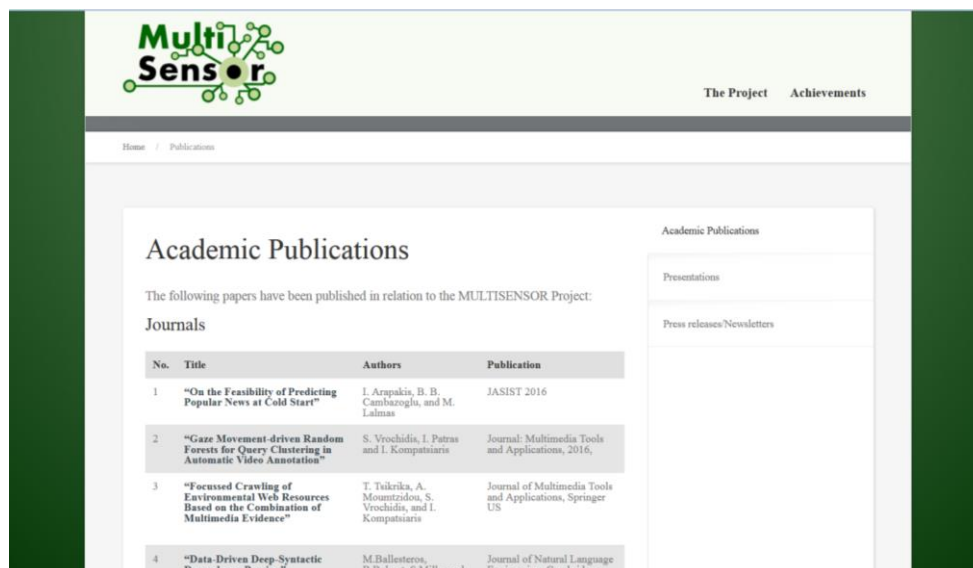 Multi
Sensor
The Project Achievements
Home / Publications
Academic Publications
The following papers have been published in relation to the MULTISENSOR Project:
Journals
No. Title Authors Publication
1 “On the Feasibility of Predicting Popular News at Cold Start” I. Arapakis, B. B. Cambazoglu, and M. Lalmas JASIST 2016
2 “Gaze Movement-driven Random Forests for Query Clustering in Automatic Video Annotation” S. Vrochidis, I. Patras and I. Kompatsiaris Journal: Multimedia Tools and Applications, 2016,
3 “Focussed Crawling of Environmental Web Resources Based on the Combination of Multimedia Evidence” T. Tsikrika, A. Moumtzidou, S. Vrochidis, and I. Kompatsiaris Journal of Multimedia Tools and Applications, Springer US
4 “Data-Driven Deep-Syntactic M.Ballesteros, Journal of Natural Language
Academic Publications
Presentations
Press releases/Newsletters